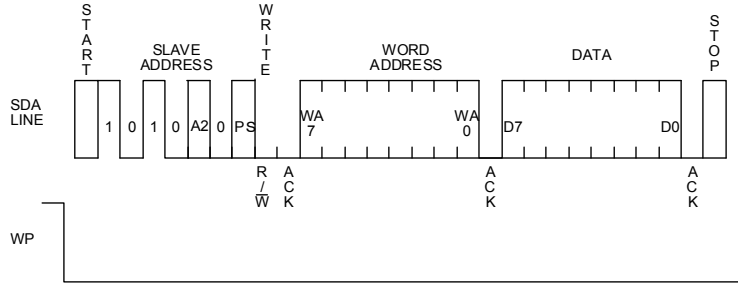 START
WRITE
STOP
SLAVE
ADDRESS
WORD
ADDRESS
DATA
SDA
LINE
1 0 1 0 A2 0 PS
WA
7
WA
0
D7
D0
R/W
ACK
ACK
ACK
WP